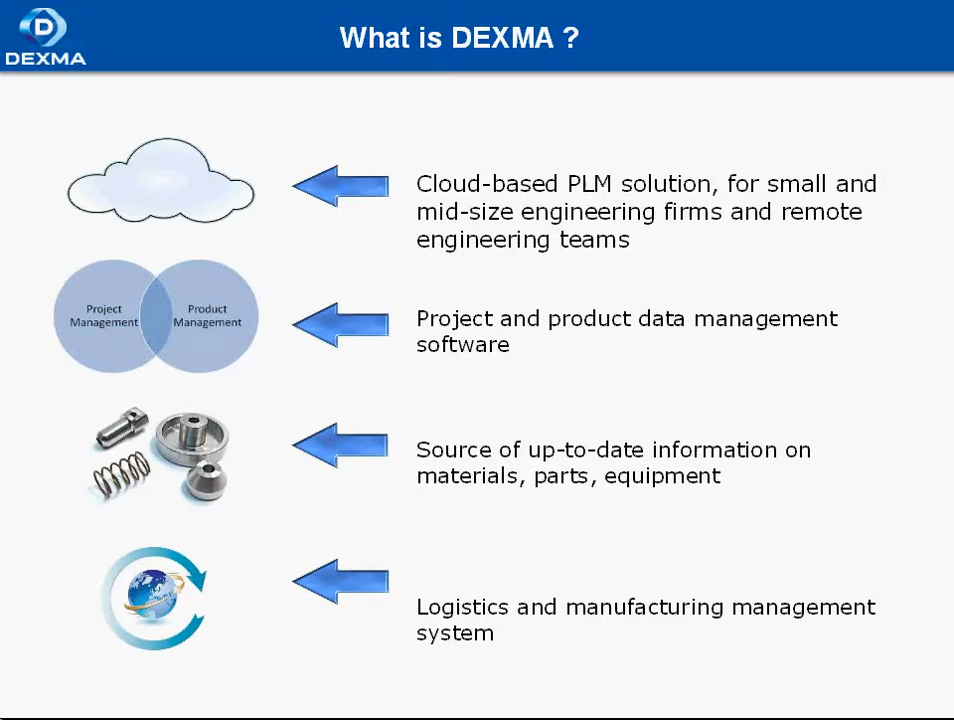 DEXMA
What is DEXMA ?
Cloud-based PLM solution, for small and
mid-size engineering firms and remote
engineering teams
Project
Management
Product
Management
Project and product data management
software
Source of up-to-date information on
materials, parts, equipment
Logistics and manufacturing management
system